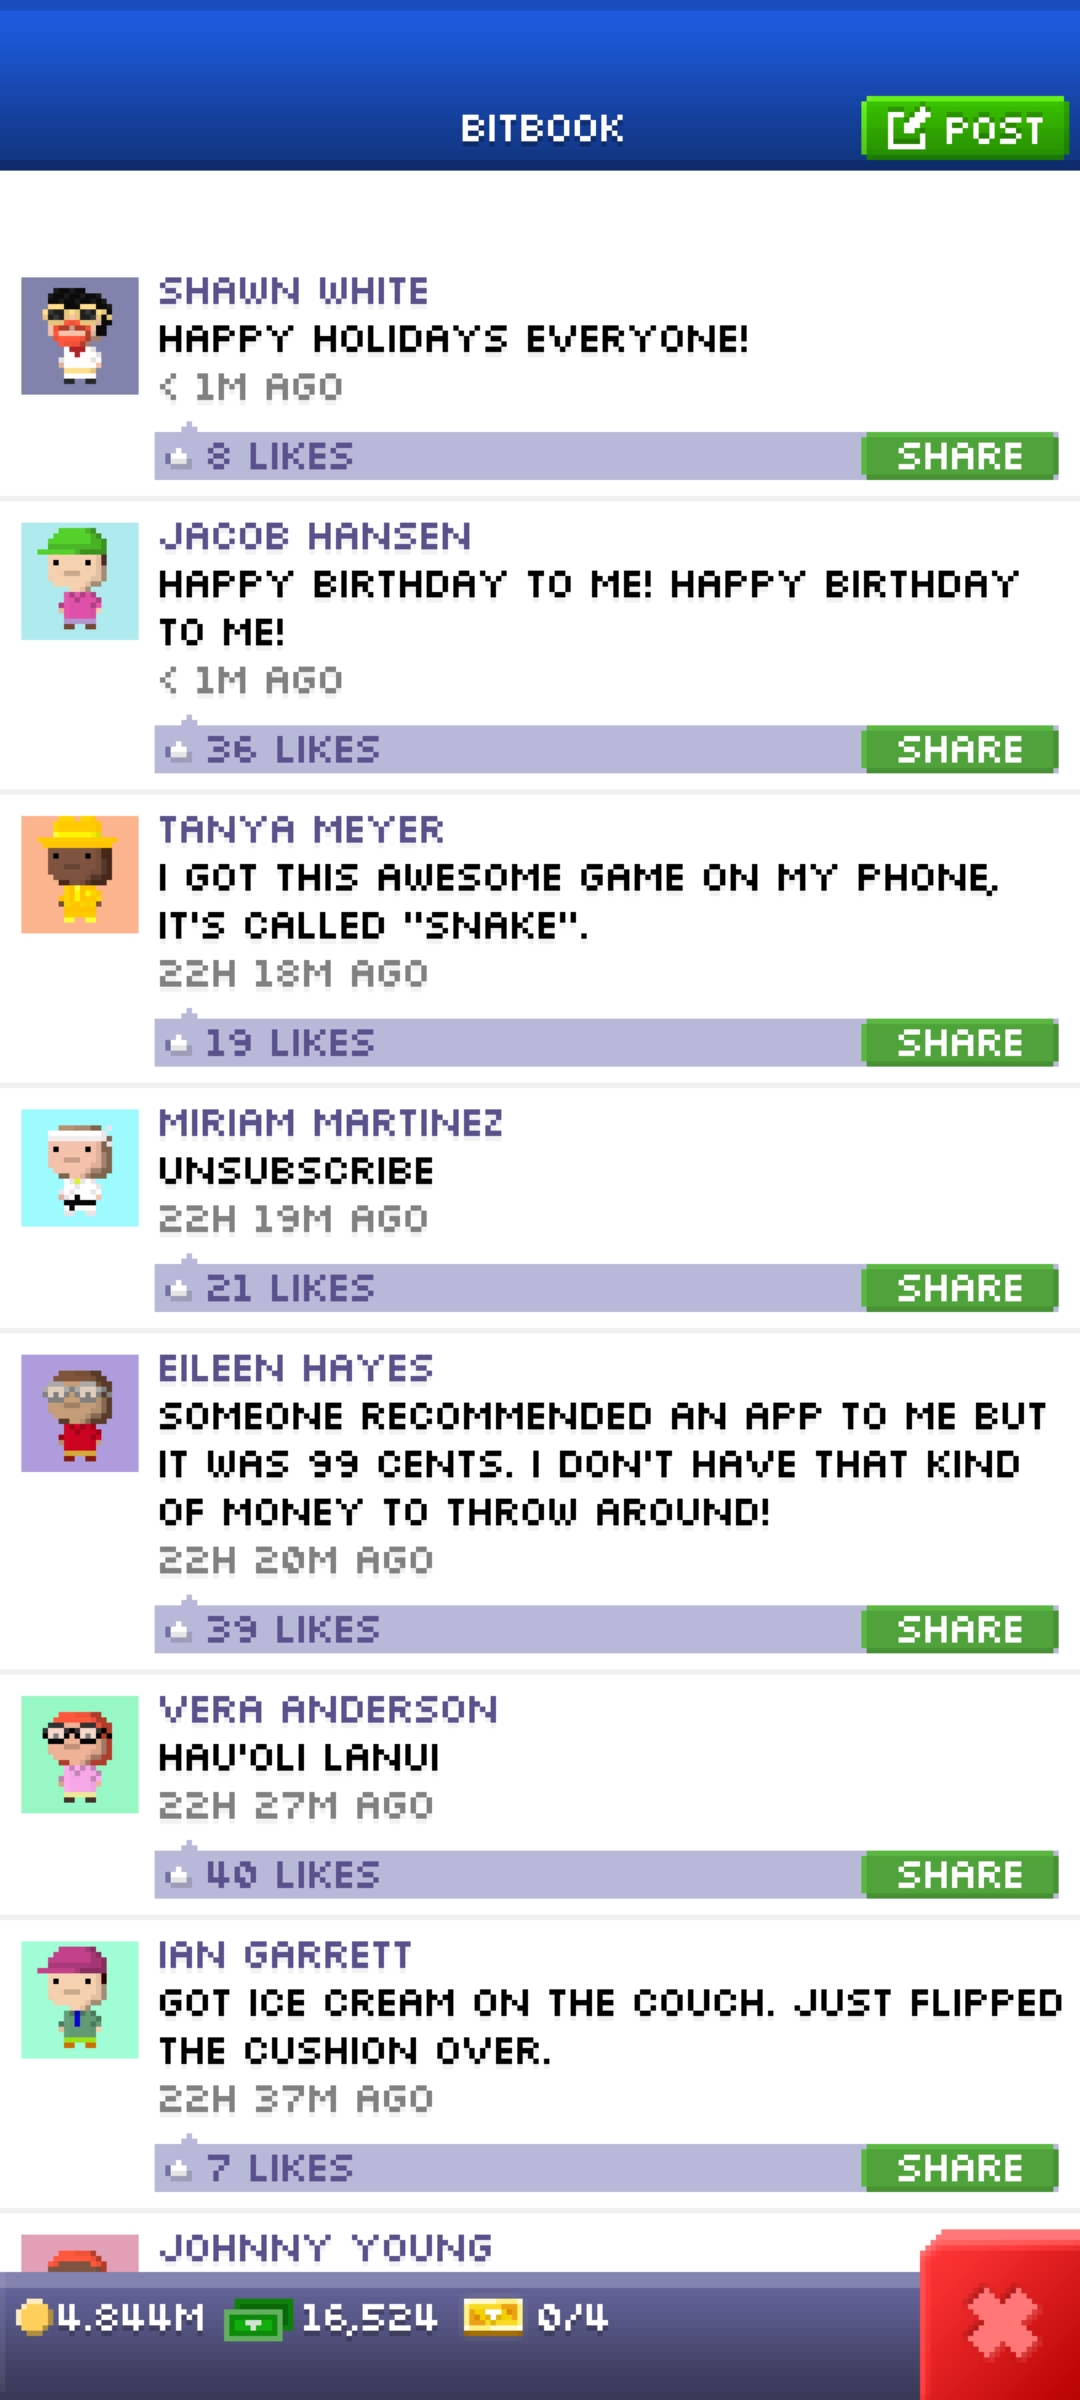 BITBOOK
POST
SHAWN WHITE
HAPPY HOLIDAYS EVERYONE!
< 1M AGO
8 LIKES
SHARE
JACOB HANSEN
HAPPY BIRTHDAY TO ME! HAPPY BIRTHDAY
TO ME!
< 1M AGO
36 LIKES
SHARE
TANYA MEYER
I GOT THIS AWESOME GAME ON MY PHONE,
IT'S CALLED "SNAKE".
22H 18M AGO
19 LIKES
SHARE
MIRIAM MARTINEZ
UNSUBSCRIBE
22H 19M AGO
21 LIKES
SHARE
EILEEN HAYES
SOMEONE RECOMMENDED AN APP TO ME BUT
IT WAS 99 CENTS. I DON'T HAVE THAT KIND
OF MONEY TO THROW AROUND!
22H 20M AGO
39 LIKES
SHARE
VERA ANDERSON
HAU'OLI LANUI
22H 27M AGO
40 LIKES
SHARE
IAN GARRETT
GOT ICE CREAM ON THE COUCH. JUST FLIPPED
THE CUSHION OVER.
22H 37M AGO
7 LIKES
SHARE
JOHNNY YOUNG
4.844M 16,524 0/4